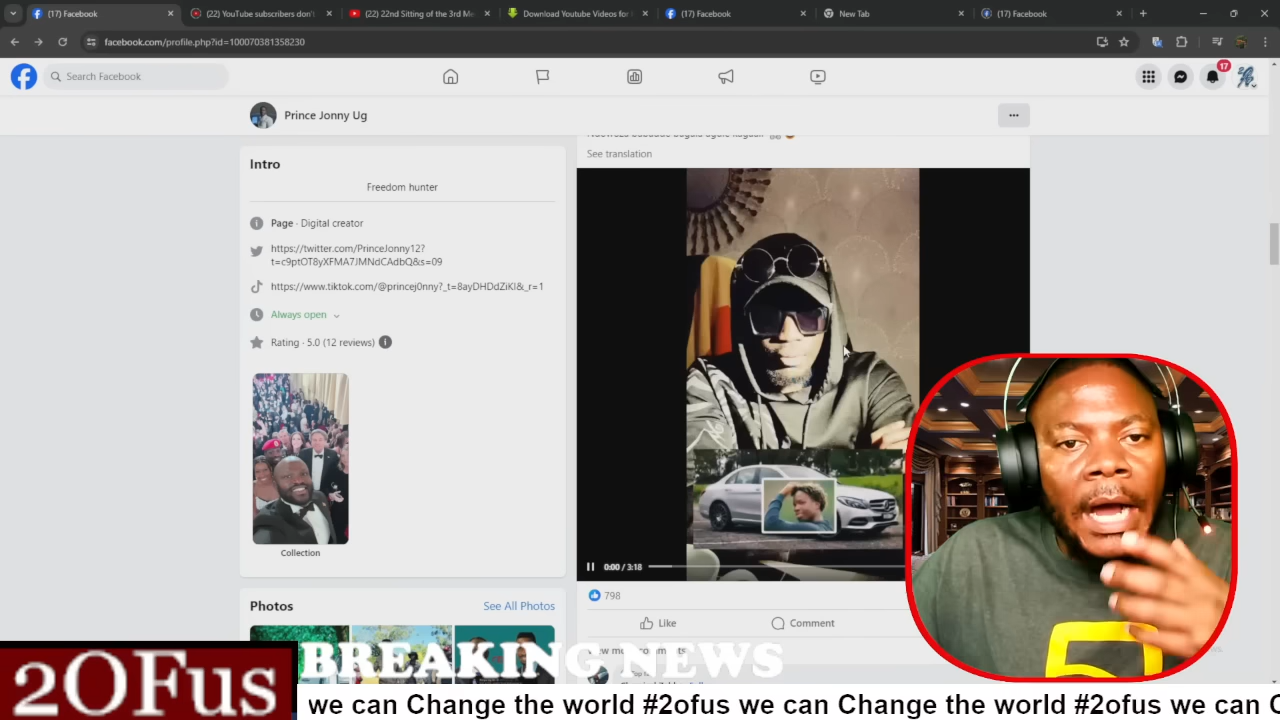 (17) Facebook
(22) YouTube subscribers don't
(22) 22nd Sitting of the 3rd Me
Download Youtube Videos for
(17) Facebook
New Tab
(17) Facebook
facebook.com/profile.php?id=100070381358230
Search Facebook
17
Prince Jonny Ug
Intro
Freedom hunter
Page · Digital creator
https://twitter.com/PrinceJonny12?
t=c9ptOT8yXFMA7JMNdCAdbQ&s=09
https://www.tiktok.com/@princej0nny?_t=8ayDHDdZiKI&_r=1
Always open
Rating · 5.0 (12 reviews)
Collection
Photos
See All Photos
See translation
0:00 / 3:18
798
Like
Comment
BREAKING NEWS
2OFus
we can Change the world #2ofus we can Change the world #2ofus we can